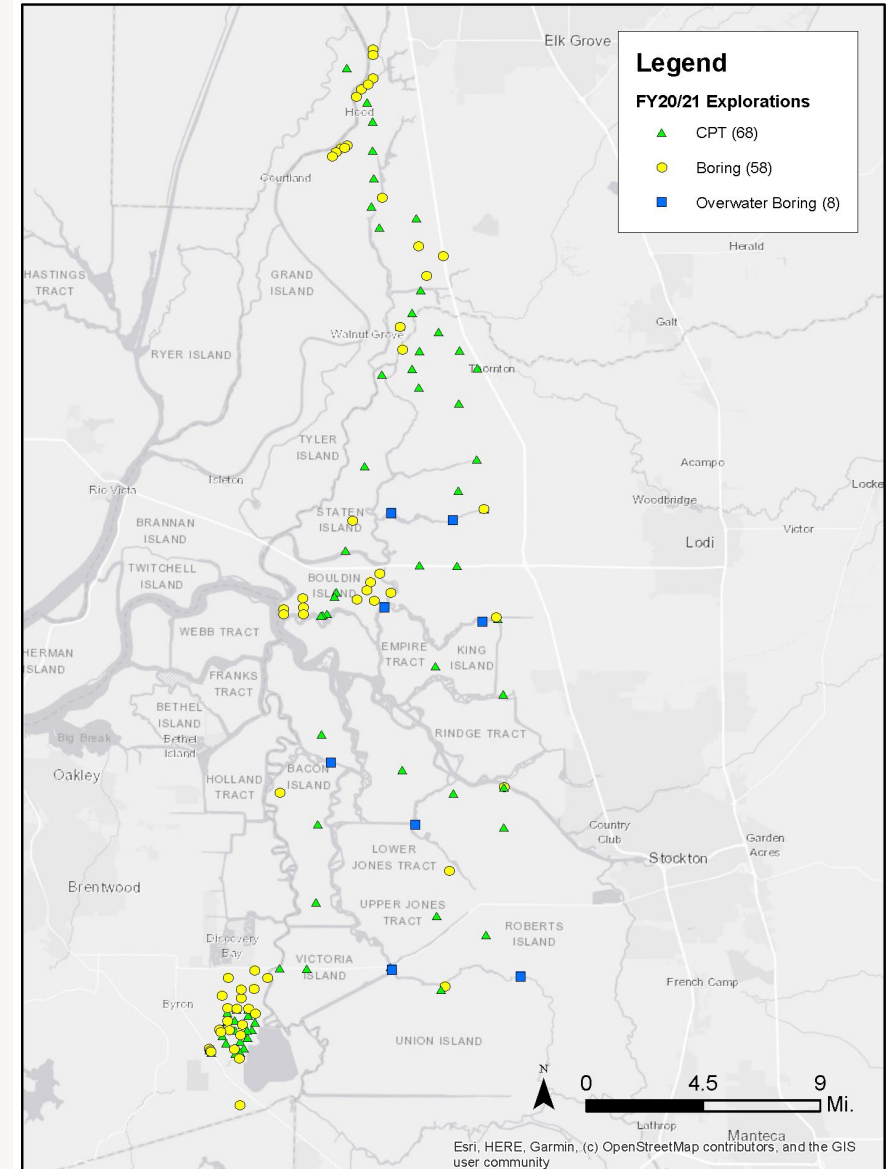 Elk Grove
Legend
FY20/21 Explorations
CPT (68)
Boring (58)
Overwater Boring (8)
Hood
Courtland
Herald
HASTINGS
TRACT
GRAND
ISLAND
Galt
Walnut Grove
RYER ISLAND
Thornton
TYLER
ISLAND
Acampo
Isleton
Rio Vista
Locke
Woodbridge
STATEN
ISLAND
BRANNAN
ISLAND
Victor
Lodi
TWITCHELL
ISLAND
BOULDIN
ISLAND
WEBB TRACT
EMPIRE
TRACT
KING
ISLAND
HERMAN
ISLAND
FRANKS
TRACT
BETHEL
ISLAND
Bethel
Island
Big Break
RINDGE TRACT
Oakley
BACON
ISLAND
HOLLAND
TRACT
Country
Club
Garden
Acres
LOWER
JONES TRACT
Stockton
Brentwood
UPPER JONES
TRACT
ROBERTS
ISLAND
Discovery
Bay
VICTORIA
ISLAND
French Camp
Byron
UNION ISLAND
N
0 4.5 9
Mi.
Lathrop
Manteca
Esri, HERE, Garmin, (c) OpenStreetMap contributors, and the GIS
user community